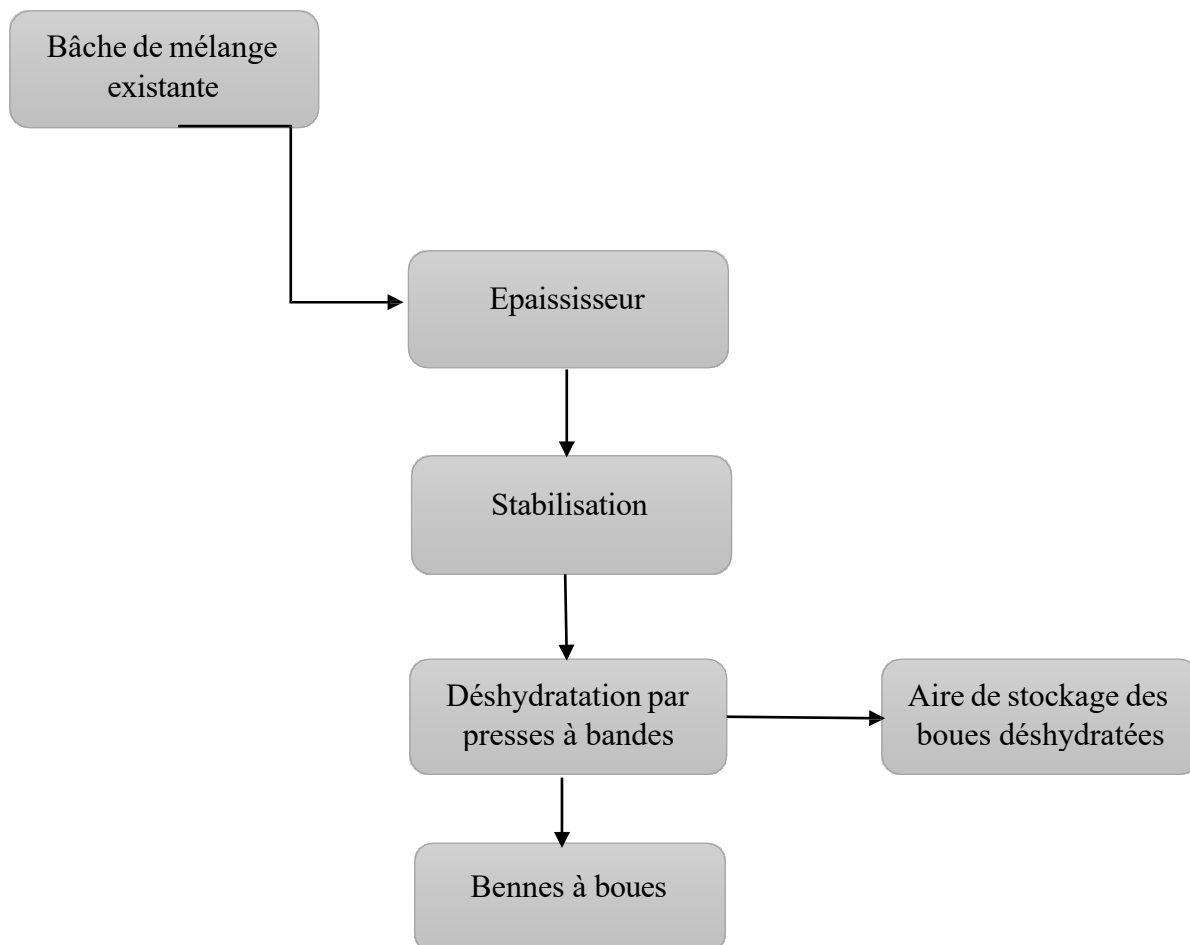 Bâche de mélange
existante
Epaississeur
Stabilisation
Déshydratation par
presses à bandes
Aire de stockage des
boues déshydratées
Bennes à boues